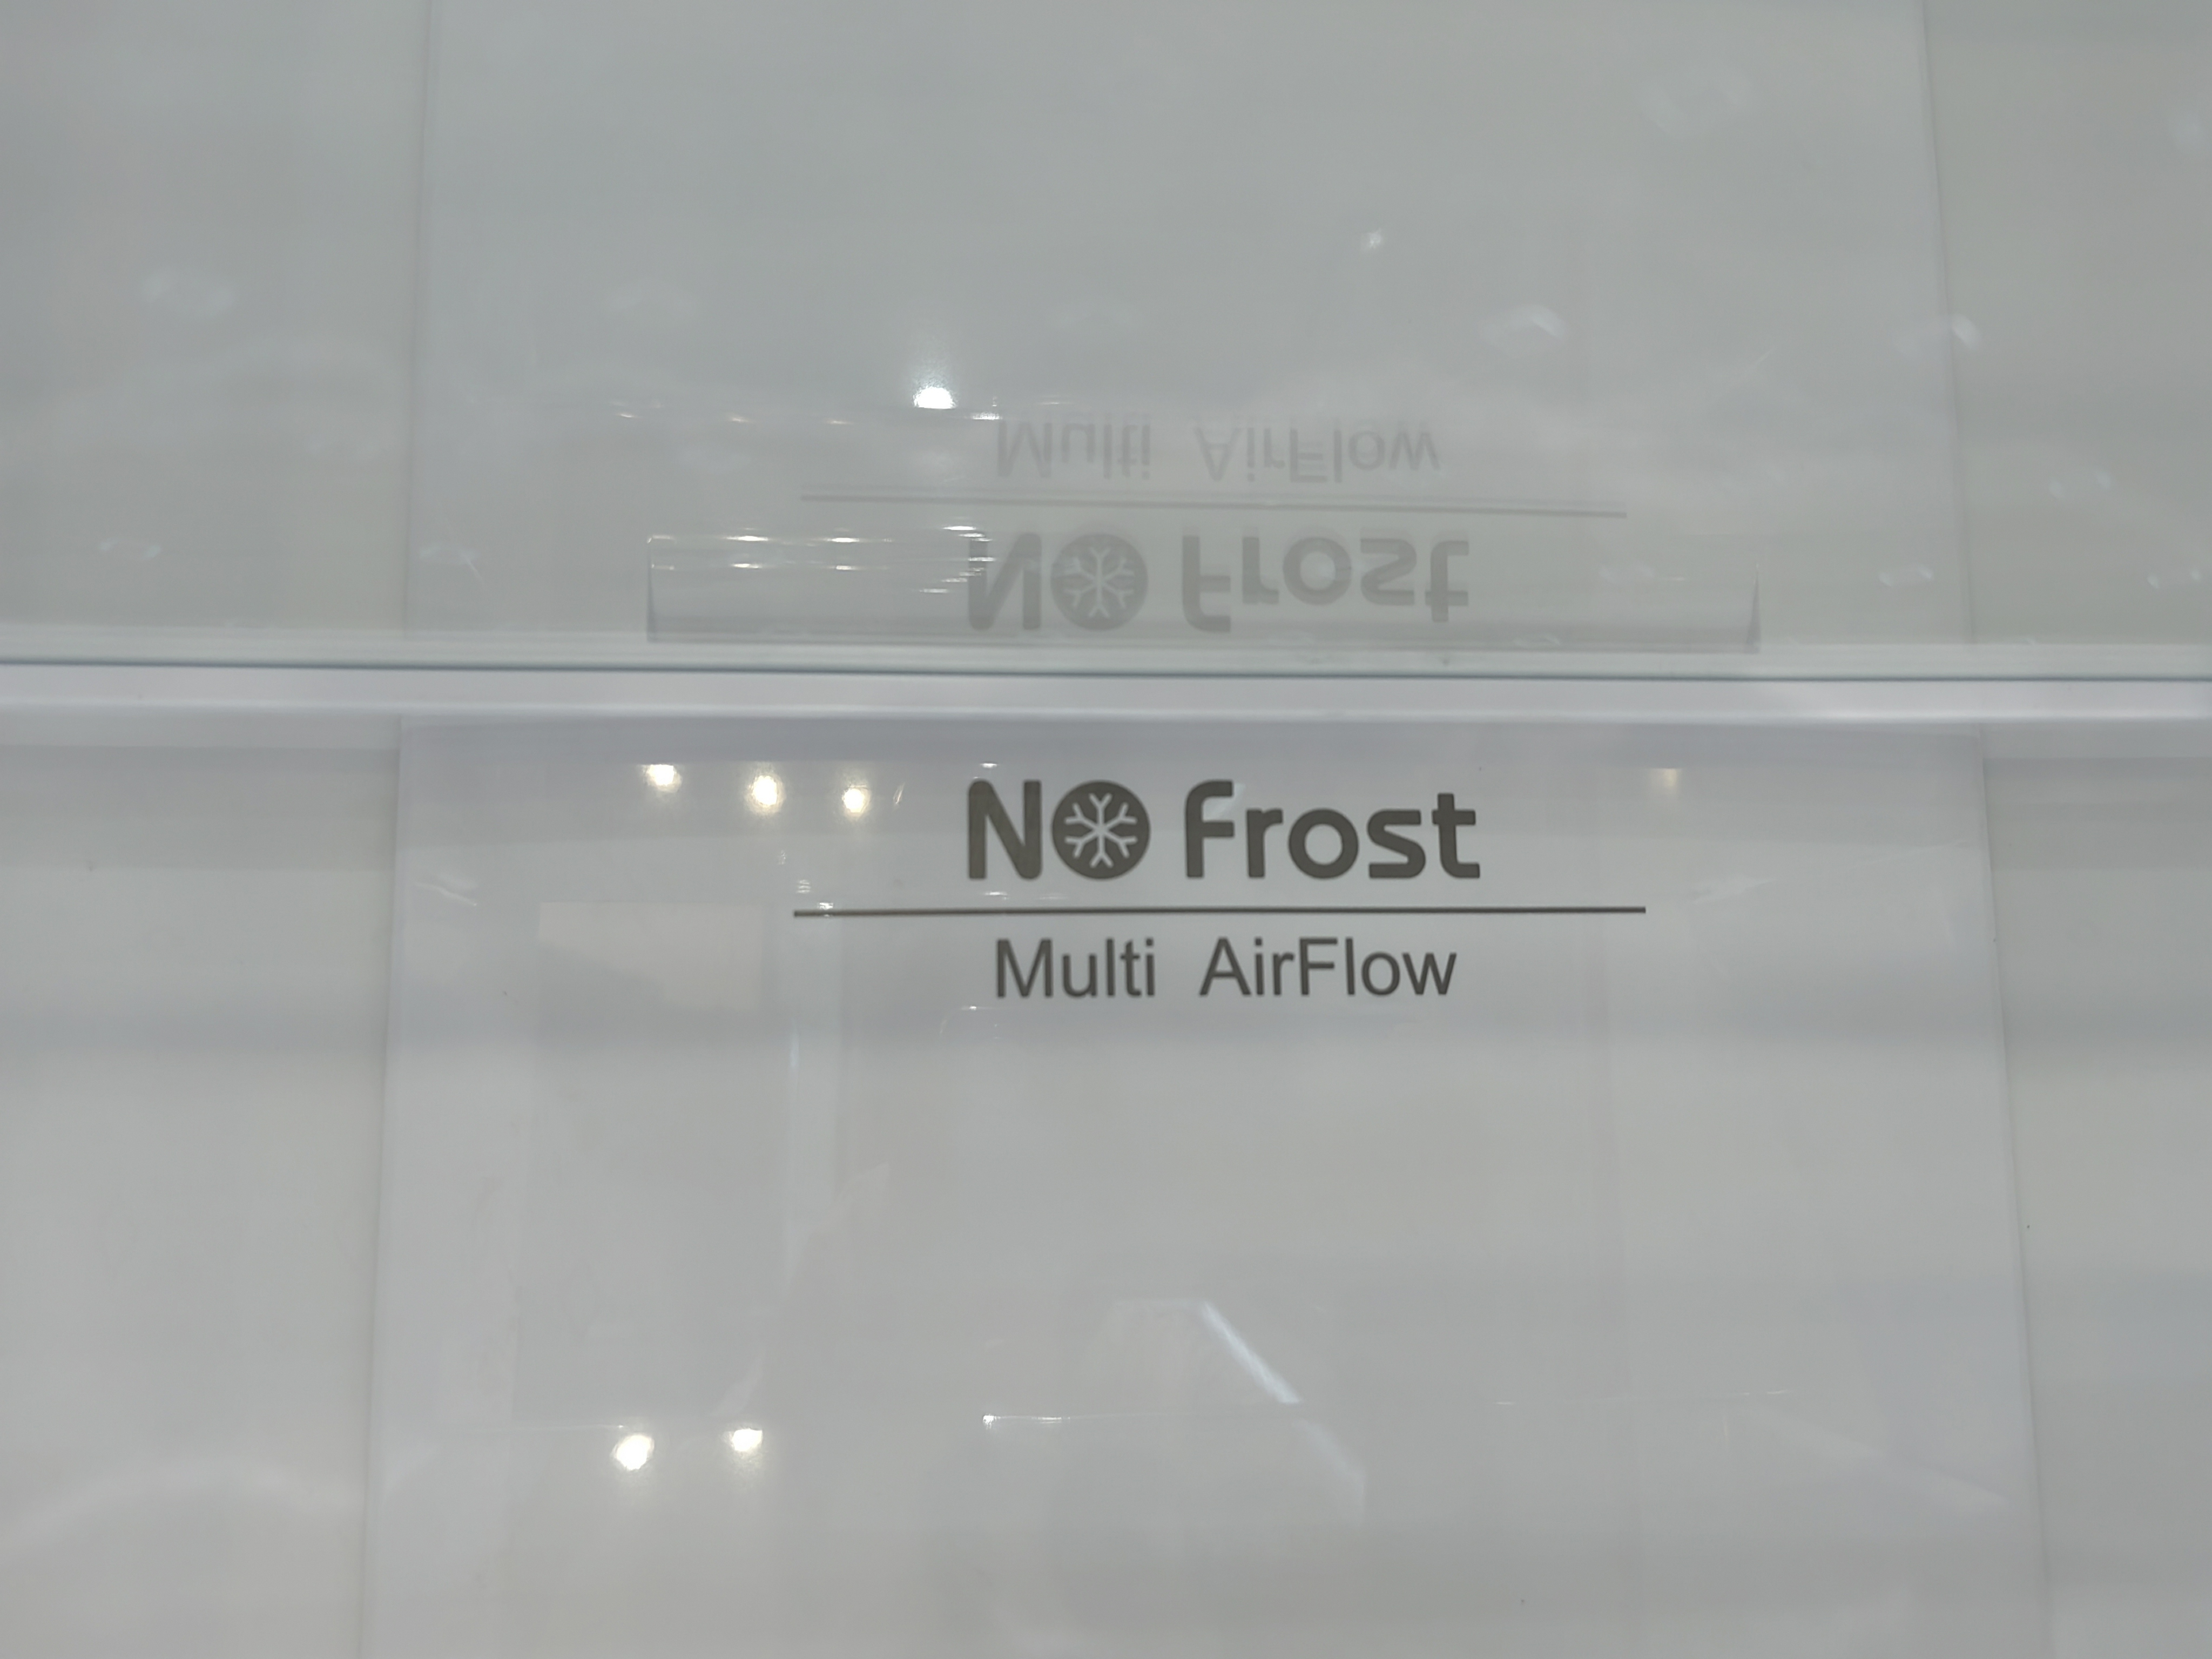 NO Frost
Multi AirFlow